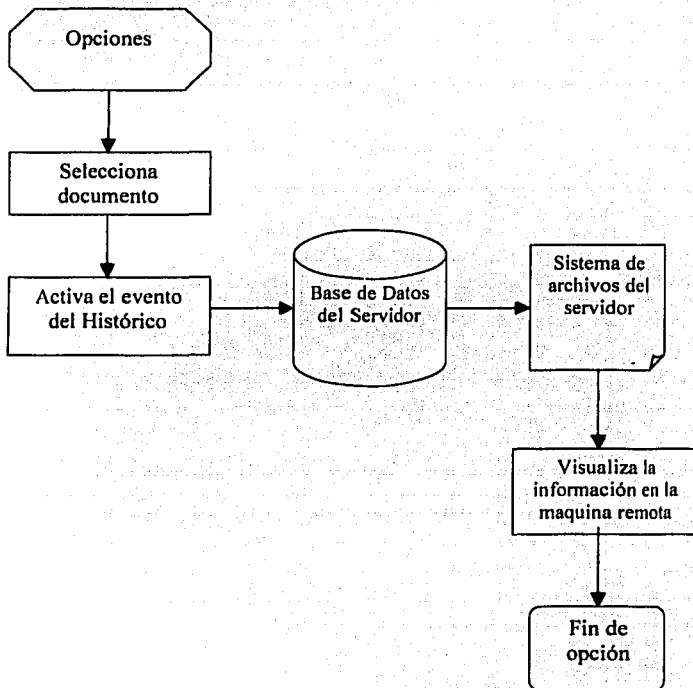 Opciones
Selecciona
documento
Activa el evento
del Histórico
Base de Datos
del Servidor
Sistema de
archivos del
servidor
Visualiza la
información en la
maquina remota
Fin de
opción